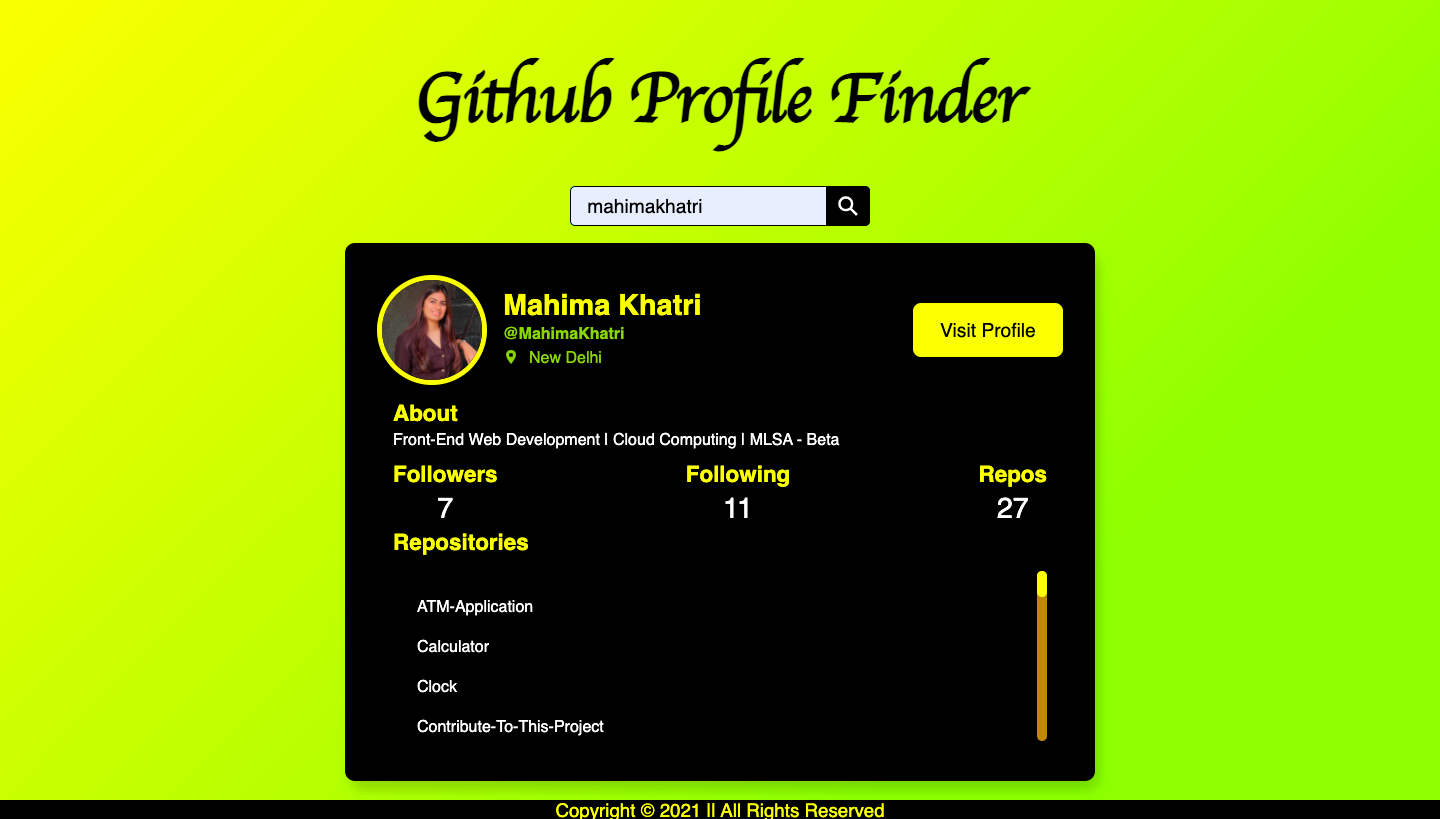 Github Profile Finder
mahimakhatri
Mahima Khatri
@MahimaKhatri
New Delhi
Visit Profile
About
Front-End Web Development | Cloud Computing | MLSA - Beta
Followers Following Repos
7 11 27
Repositories
ATM-Application
Calculator
Clock
Contribute-To-This-Project
Copyright © 2021 || All Rights Reserved